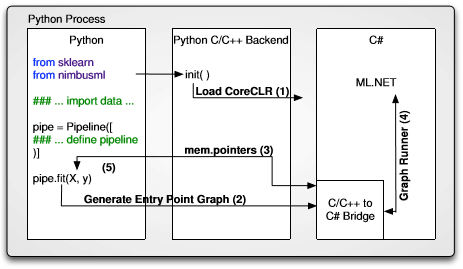 Python Process
Python
Python C/C++ Backend
C#
from sklearn
from nimbusml
init( )
Load CoreCLR (1)
ML.NET
### ... import data ...
pipe = Pipeline([
### ... define pipeline
)]
mem.pointers (3)
(5)
pipe.fit(X, y)
Generate Entry Point Graph (2)
C/C++ to
C# Bridge
Graph Runner (4)